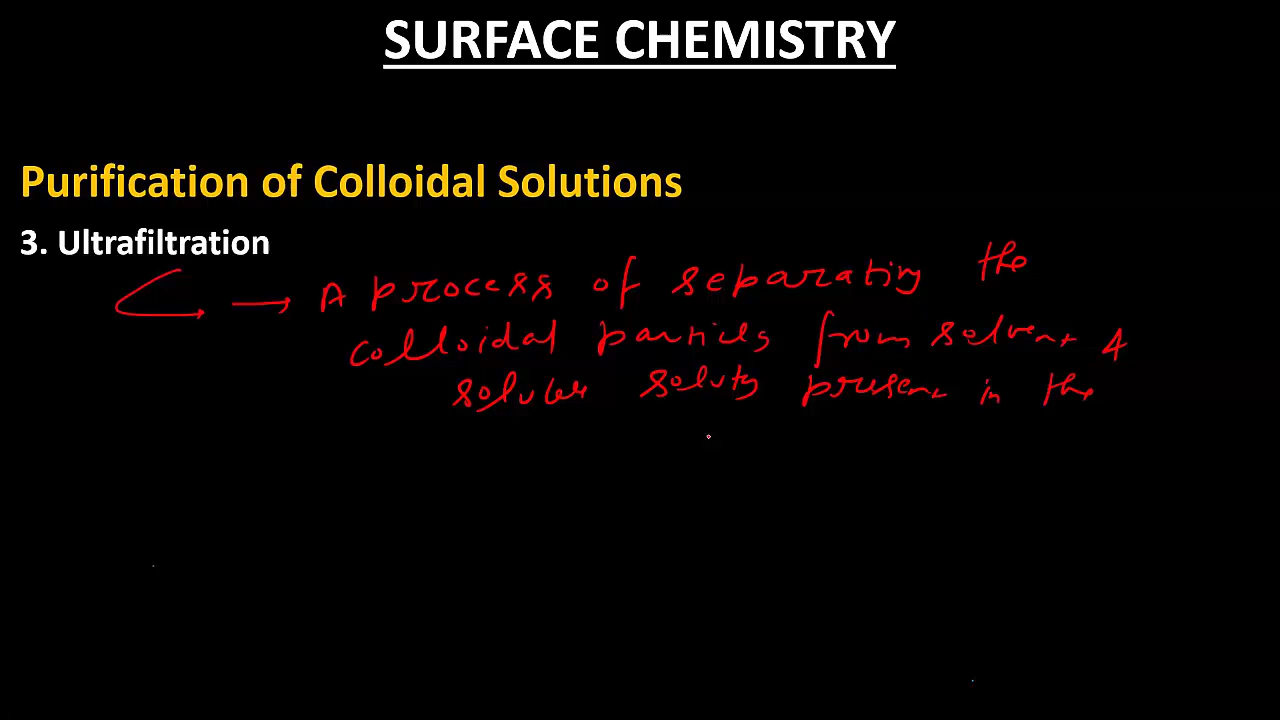 SURFACE CHEMISTRY
Purification of Colloidal Solutions
3. Ultrafiltration
A process of separating the
colloidal particles from solvent &
soluble solutes present in the